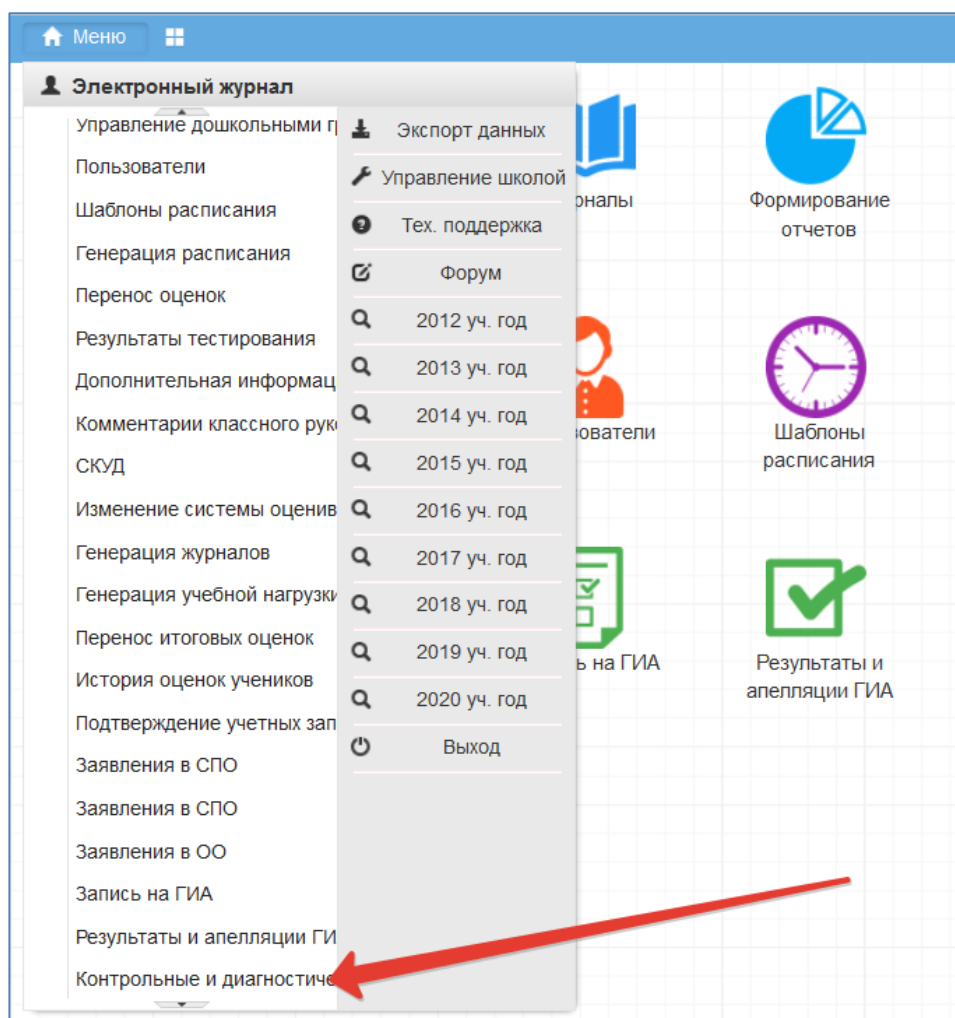 Меню
Электронный журнал
Управление дошкольными
Пользователи
Шаблоны расписания
Генерация расписания
Перенос оценок
Результаты тестирования
Дополнительная информац
Комментарии классного рук
СКУД
Изменение системы оценив
Генерация журналов
Генерация учебной нагрузки
Перенос итоговых оценок
История оценок учеников
Подтверждение учетных зап
Заявления в СПО
Заявления в СПО
Заявления в ОО
Запись на ГИА
Результаты и апелляции ГИ
Контрольные и диагностиче
Экспорт данных
Управление школой
Тех. поддержка
Форум
2012 уч. год
2013 уч. год
2014 уч. год
2015 уч. год
2016 уч. год
2017 уч. год
2018 уч. год
2019 уч. год
2020 уч. год
Выход
рналы
Формирование
отчетов
зователи
Шаблоны
расписания
ь на ГИА
Результаты и
апелляции ГИА